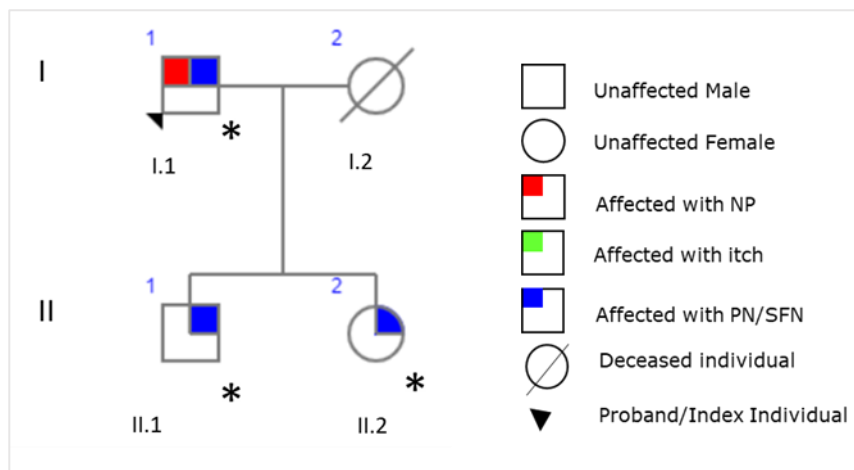 1
2
I
*
I.1
I.2
1
2
II
*
*
II.1
II.2
Unaffected Male
Unaffected Female
Affected with NP
Affected with itch
Affected with PN/SFN
Deceased individual
Proband/Index Individual